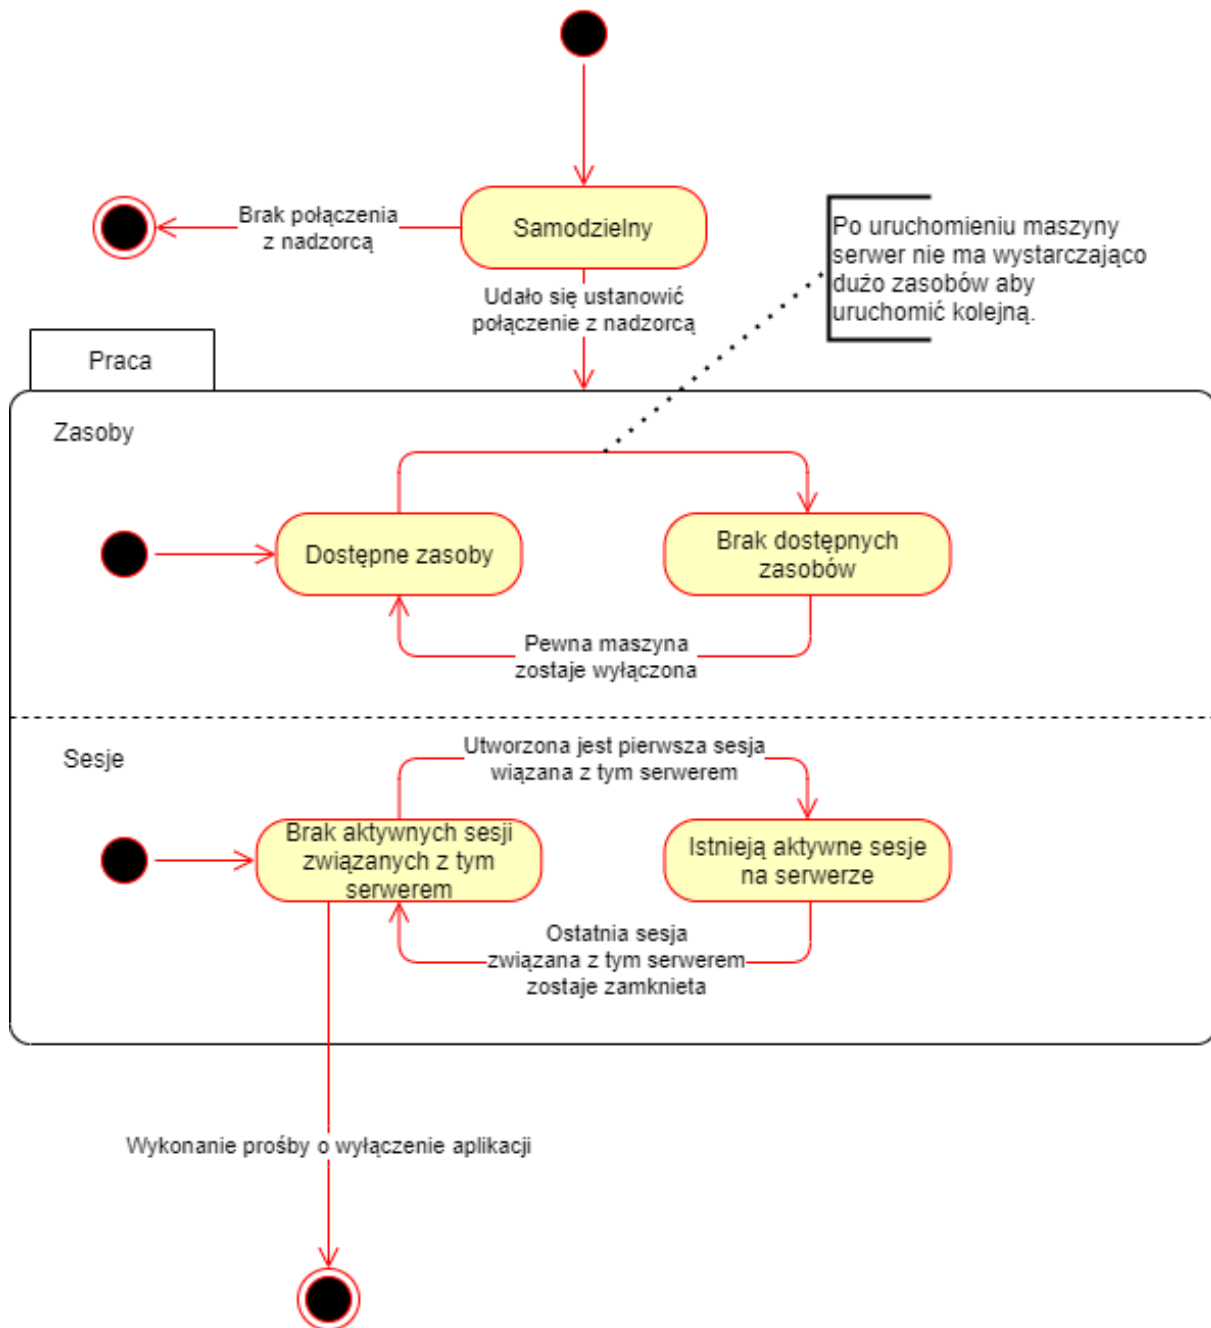 Brak połączenia
z nadzorcą
Samodzielny
Po uruchomieniu maszyny
serwer nie ma wystarczająco
dużo zasobów aby
uruchomić kolejną.
Udało się ustanowić
połączenie z nadzorcą
Praca
Zasoby
Dostępne zasoby
Brak dostępnych
zasobów
Pewna maszyna
zostaje wyłączona
Sesje
Utworzona jest pierwsza sesja
wiązana z tym serwerem
Brak aktywnych sesji
związanych z tym
serwerem
Istnieją aktywne sesje
na serwerze
Ostatnia sesja
związana z tym serwerem
zostaje zamknieta
Wykonanie prośby o wyłączenie aplikacji